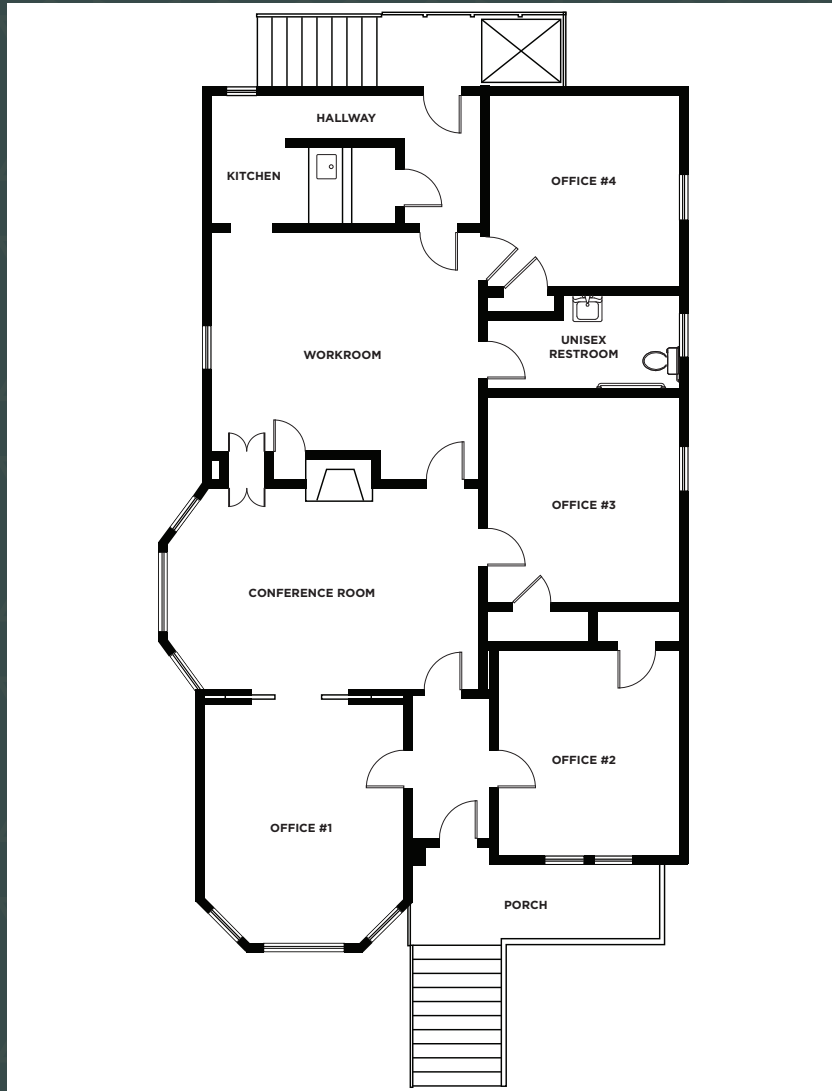 HALLWAY
KITCHEN
OFFICE #4
UNISEX
RESTROOM
WORKROOM
OFFICE #3
CONFERENCE ROOM
OFFICE #2
OFFICE #1
PORCH